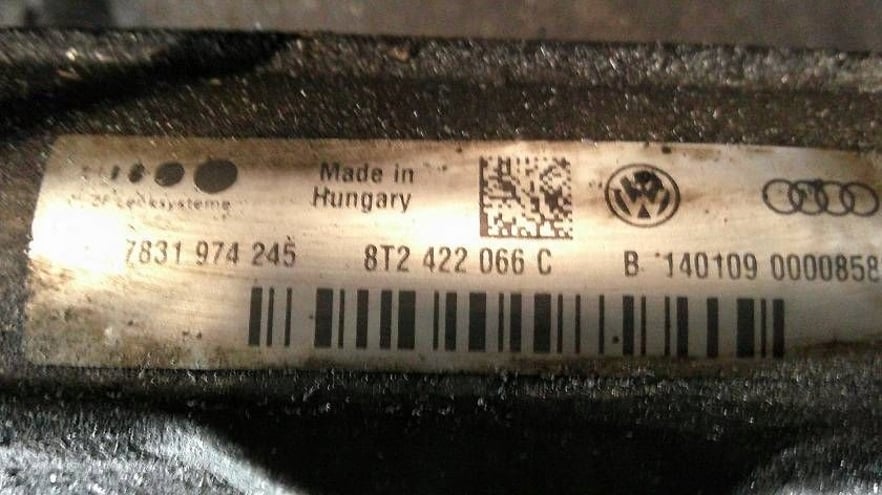 ZF Lenksysteme
Made in
Hungary
7831 974 245 8T2 422 066 C B 140109 0000858